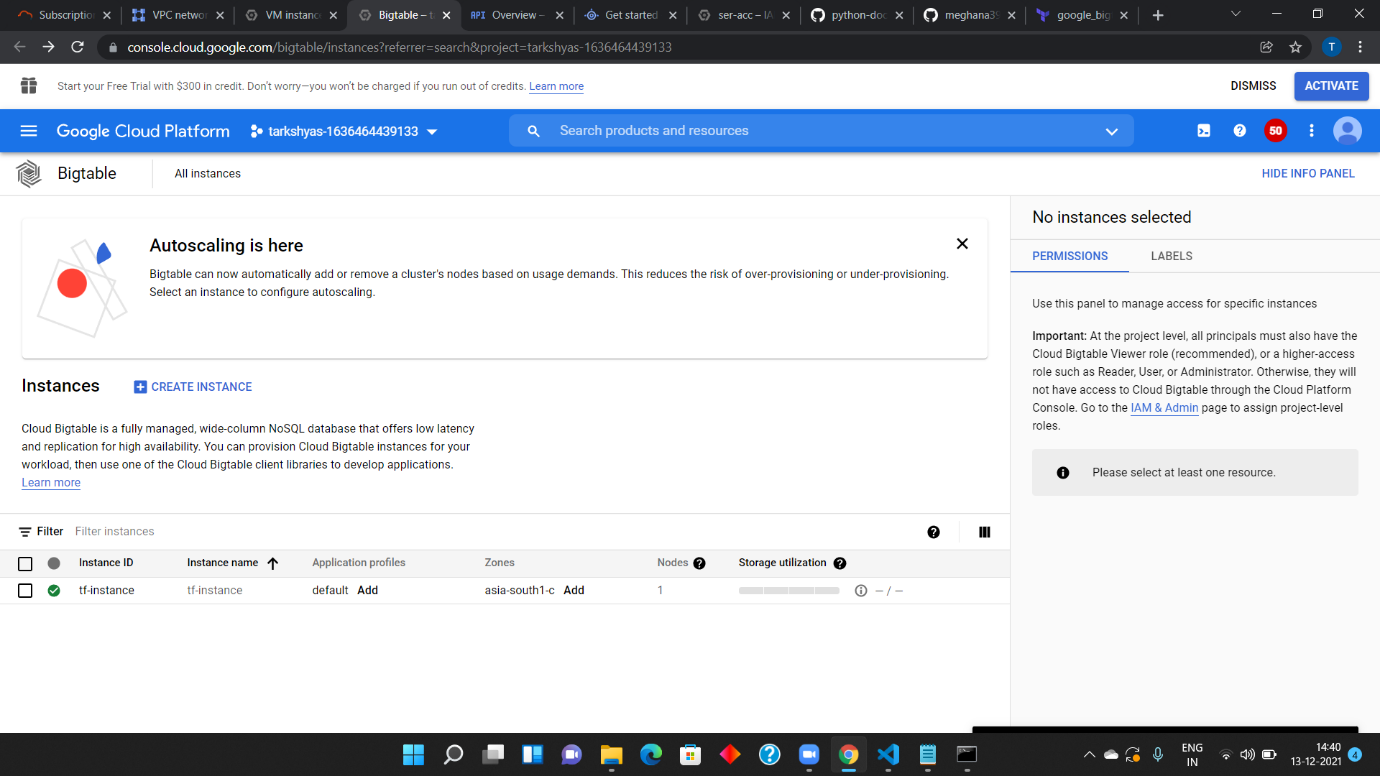 Subscription
VPC networ
VM instanc
Bigtable – t
API Overview –
Get started
ser-acc – IA
python-doc
meghana39
google_big
console.cloud.google.com/bigtable/instances?referrer=search&project=tarkshyas-1636464439133
T
Start your Free Trial with $300 in credit. Don't worry—you won't be charged if you run out of credits. Learn more
DISMISS
ACTIVATE
Google Cloud Platform
tarkshyas-1636464439133
Search products and resources
50
Bigtable
All instances
HIDE INFO PANEL
Autoscaling is here
Bigtable can now automatically add or remove a cluster's nodes based on usage demands. This reduces the risk of over-provisioning or under-provisioning.
Select an instance to configure autoscaling.
Instances
CREATE INSTANCE
Cloud Bigtable is a fully managed, wide-column NoSQL database that offers low latency
and replication for high availability. You can provision Cloud Bigtable instances for your
workload, then use one of the Cloud Bigtable client libraries to develop applications.
Learn more
Filter Filter instances
Instance ID Instance name Application profiles Zones Nodes Storage utilization
tf-instance tf-instance default Add asia-south1-c Add 1 – / –
No instances selected
PERMISSIONS LABELS
Use this panel to manage access for specific instances
Important: At the project level, all principals must also have the
Cloud Bigtable Viewer role (recommended), or a higher-access
role such as Reader, User, or Administrator. Otherwise, they will
not have access to Cloud Bigtable through the Cloud Platform
Console. Go to the IAM & Admin page to assign project-level
roles.
Please select at least one resource.
ENG
IN
14:40
13-12-2021
4